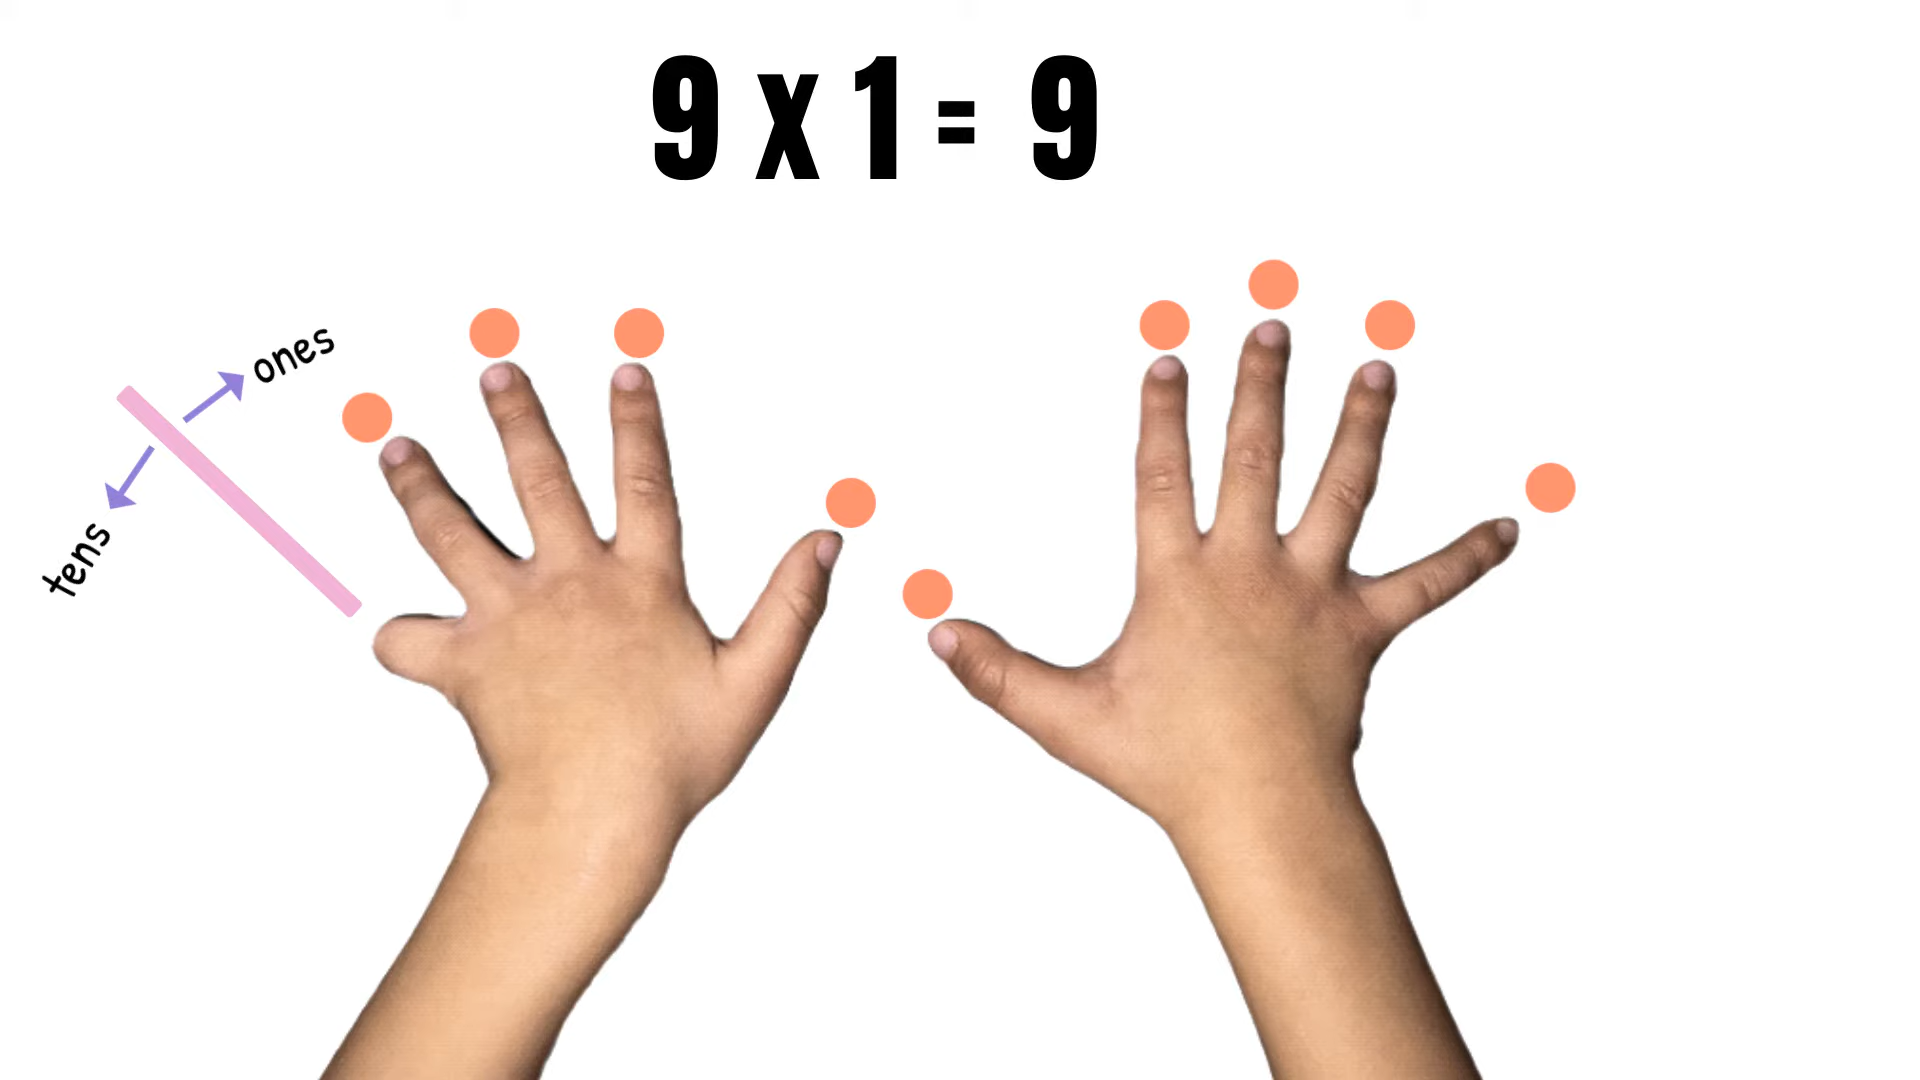 9 x 1 = 9
ones
tens